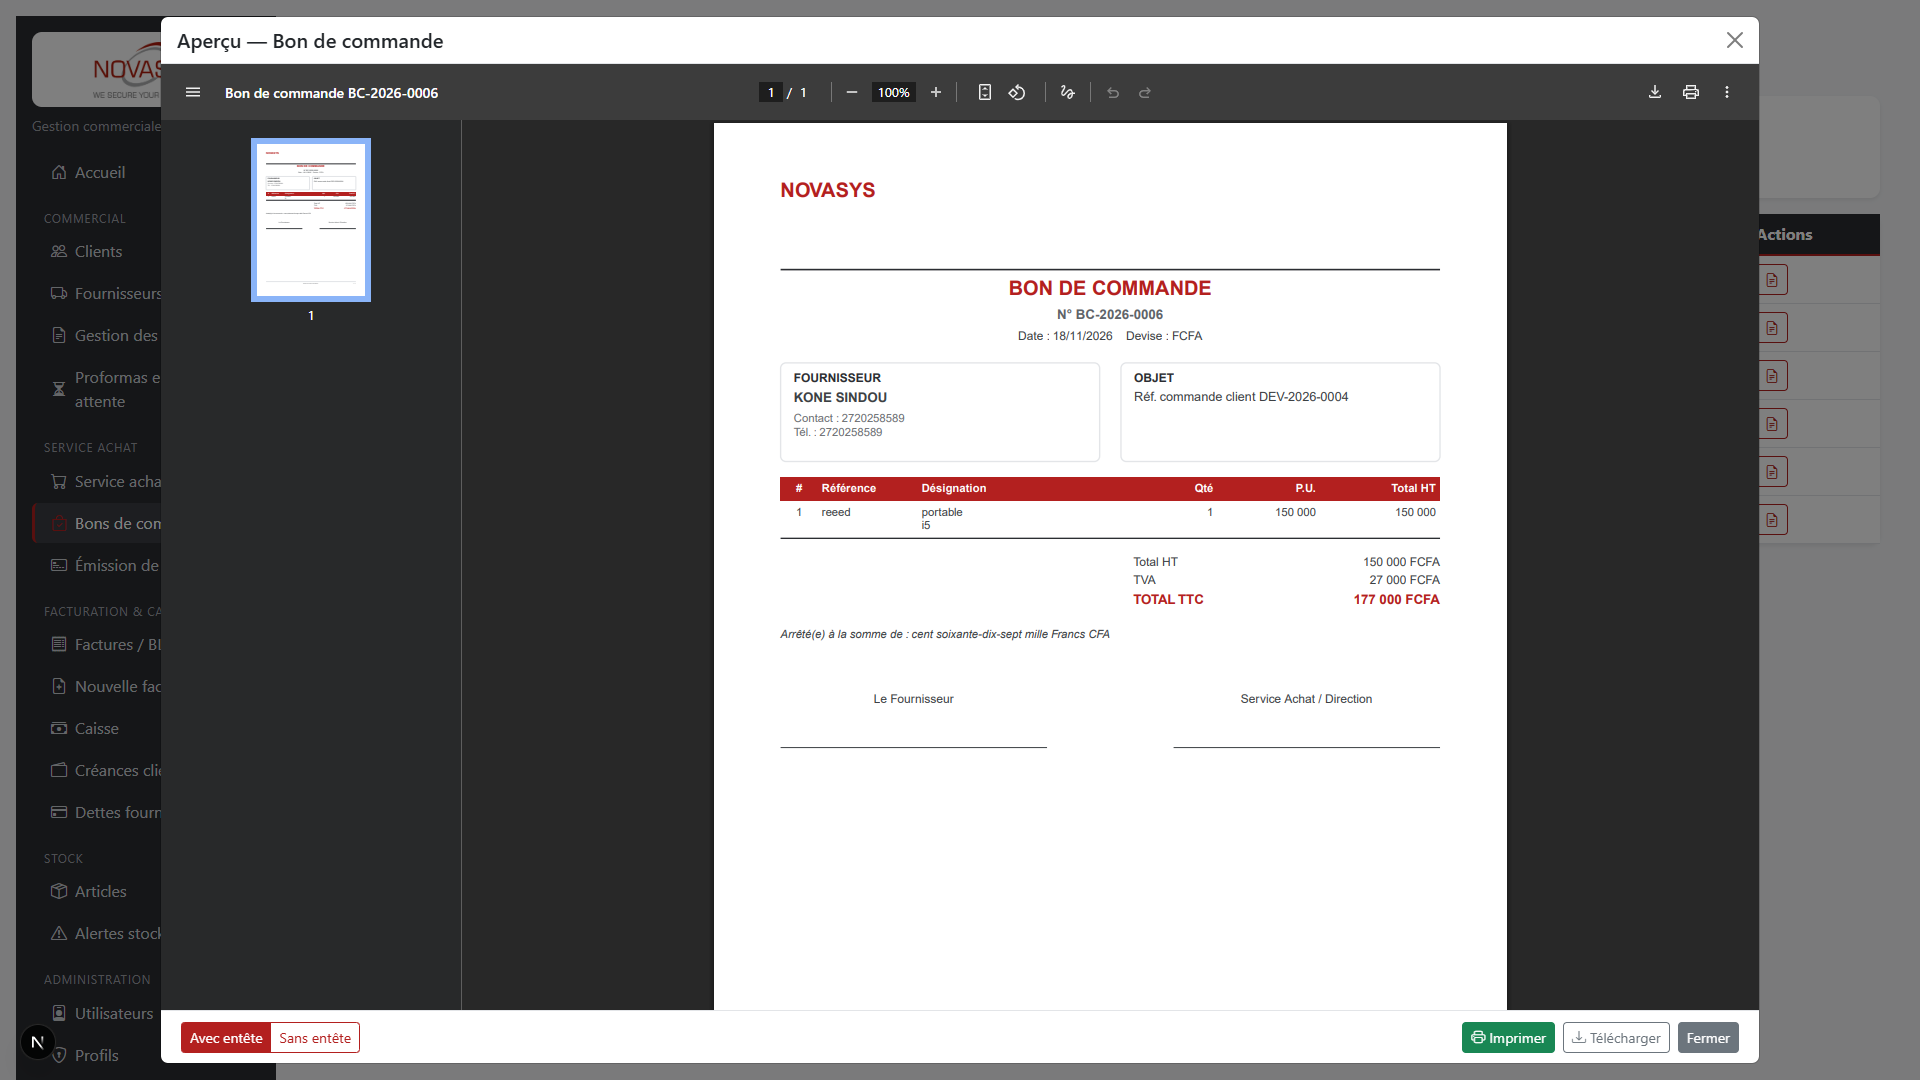 Aperçu — Bon de commande
NOVAS
WE SECURE YOUR
Gestion commerciale
Accueil
COMMERCIAL
Clients
Fournisseurs
Gestion des
Proformas e
attente
SERVICE ACHAT
Service acha
Bons de com
Émission de
FACTURATION & CA
Factures / Bl
Nouvelle fac
Caisse
Créances clie
Dettes fourn
STOCK
Articles
Alertes stock
ADMINISTRATION
Utilisateurs
Profils
N
Bon de commande BC-2026-0006
1 / 1
100%
1
NOVASYS
BON DE COMMANDE
N° BC-2026-0006
Date : 18/11/2026 Devise : FCFA
FOURNISSEUR
KONE SINDOU
Contact : 2720258589
Tél. : 2720258589
OBJET
Réf. commande client DEV-2026-0004
# Référence Désignation Qté P.U. Total HT
1 reeed portable 1 150 000 150 000
i5
Total HT 150 000 FCFA
TVA 27 000 FCFA
TOTAL TTC 177 000 FCFA
Arrêté(e) à la somme de : cent soixante-dix-sept mille Francs CFA
Le Fournisseur Service Achat / Direction
Actions
Avec entête Sans entête
Imprimer Télécharger Fermer